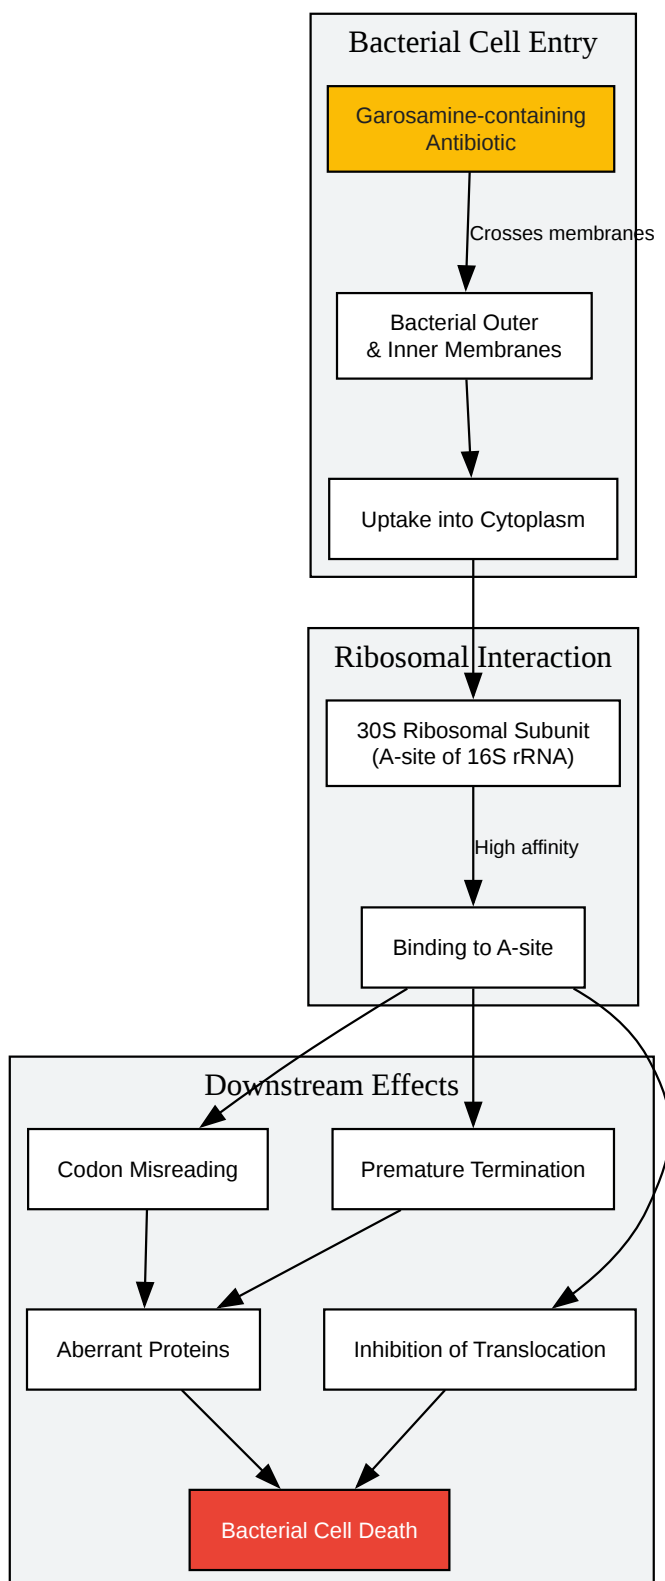 Bacterial Cell Entry
Garosamine-containing
Antibiotic
Crosses membranes
Bacterial Outer
& Inner Membranes
Uptake into Cytoplasm
Ribosomal Interaction
30S Ribosomal Subunit
(A-site of 16S rRNA)
High affinity
Binding to A-site
Downstream Effects
Codon Misreading
Premature Termination
Aberrant Proteins
Inhibition of Translocation
Bacterial Cell Death